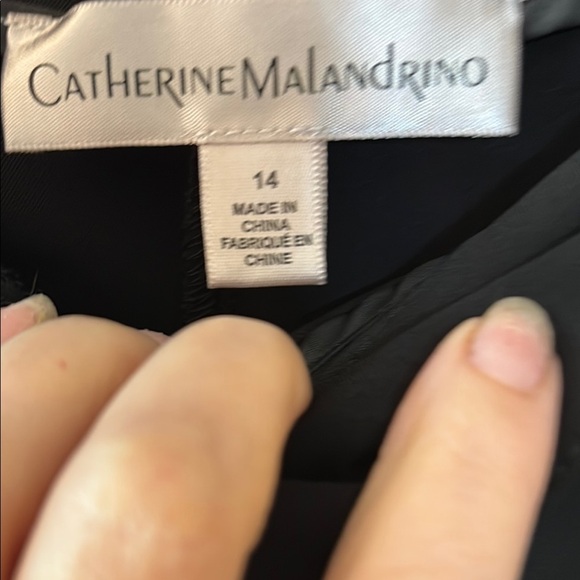 CATHERINE MALANDRINO
14
MADE IN
CHINA
FABRIQUÉ EN
CHINE